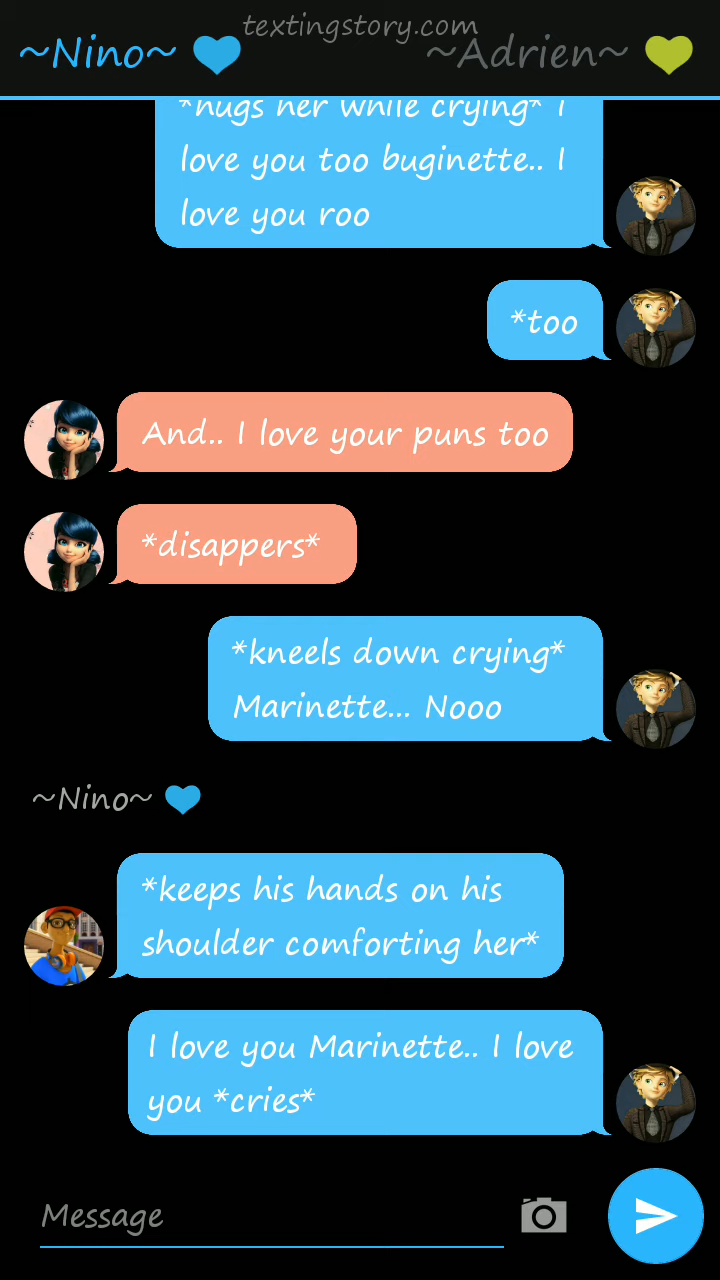 textingstory.com
~Nino~
~Adrien~
*hugs her while crying* I
love you too buginette.. I
love you roo
*too
And.. I love your puns too
*disappers*
*kneels down crying*
Marinette... Nooo
~Nino~
*keeps his hands on his
shoulder comforting her*
I love you Marinette.. I love
you *cries*
Message